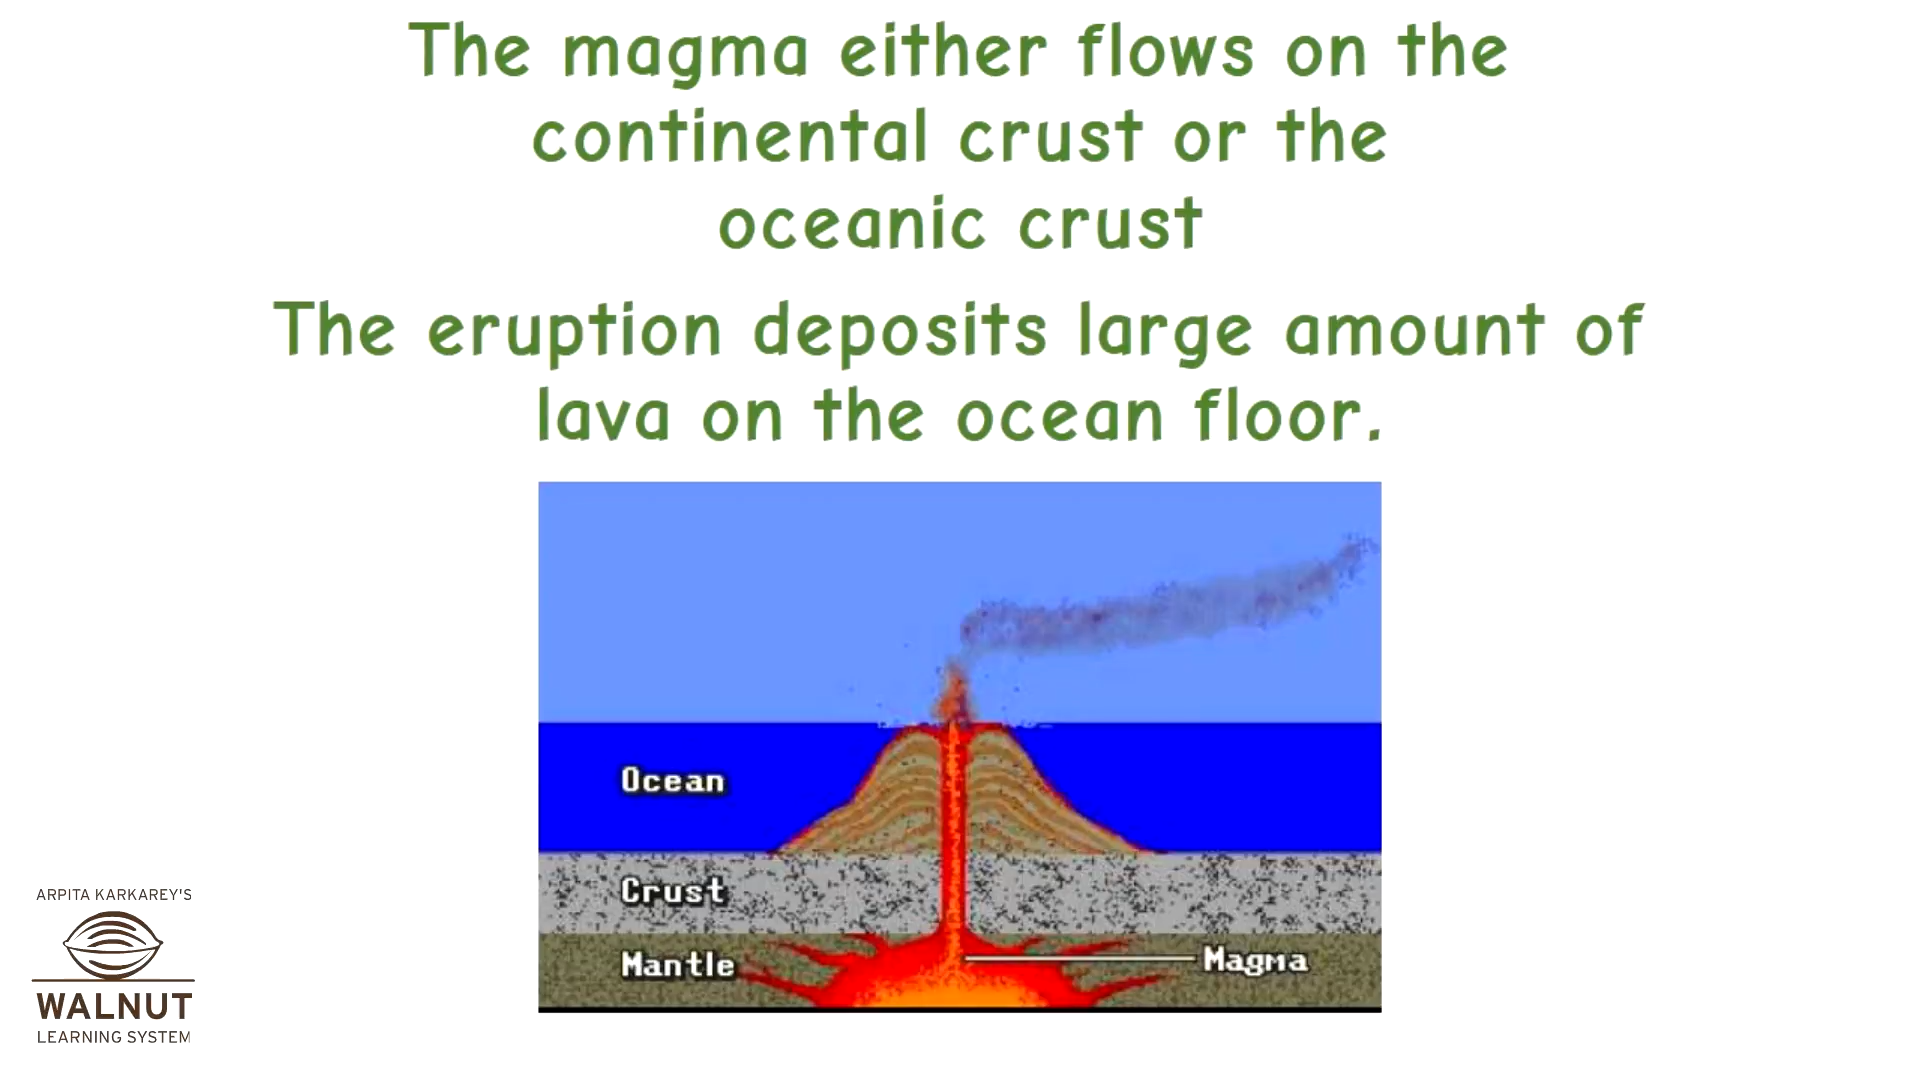 The magma either flows on the
continental crust or the
oceanic crust
The eruption deposits large amount of
lava on the ocean floor.
Ocean
Crust
Mantle
Magma
ARPITA KARKAREY'S
WALNUT
LEARNING SYSTEM